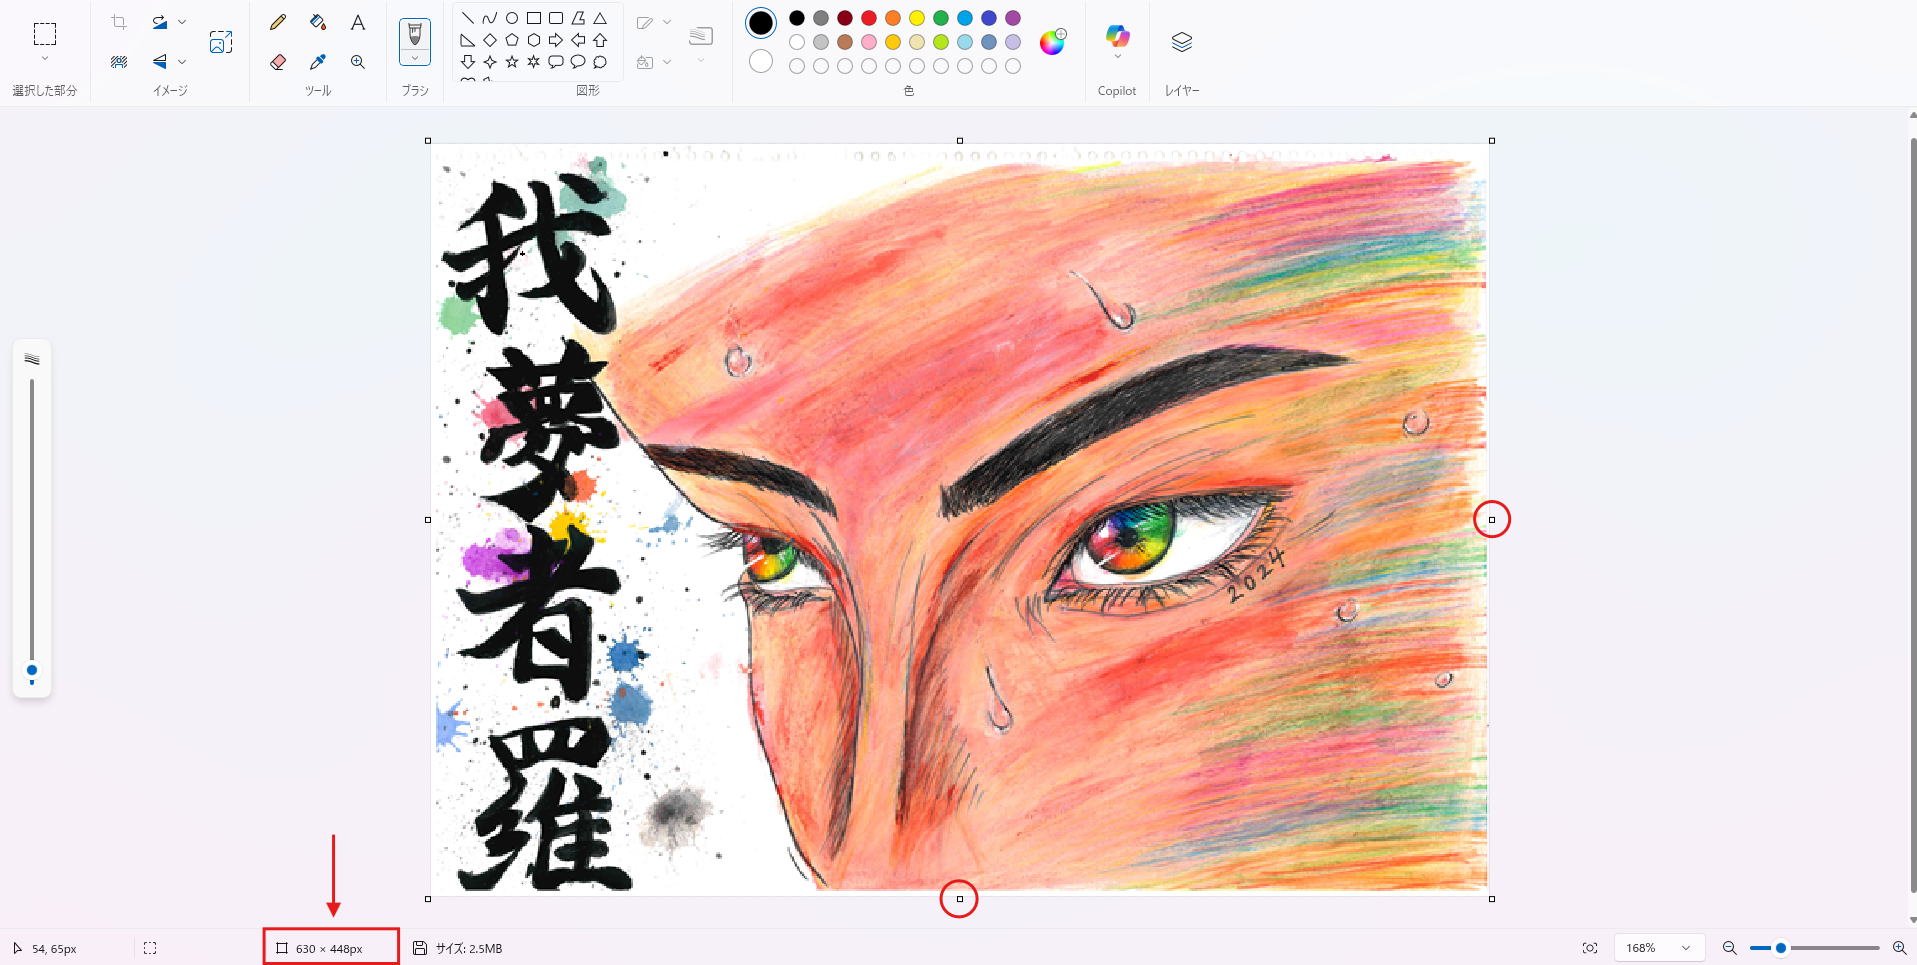 選択した部分
イメージ
ツール
ブラシ
図形
色
Copilot
レイヤー
A
我夢者羅
2024
54, 65px
630 × 448px
サイズ: 2.5MB
168%